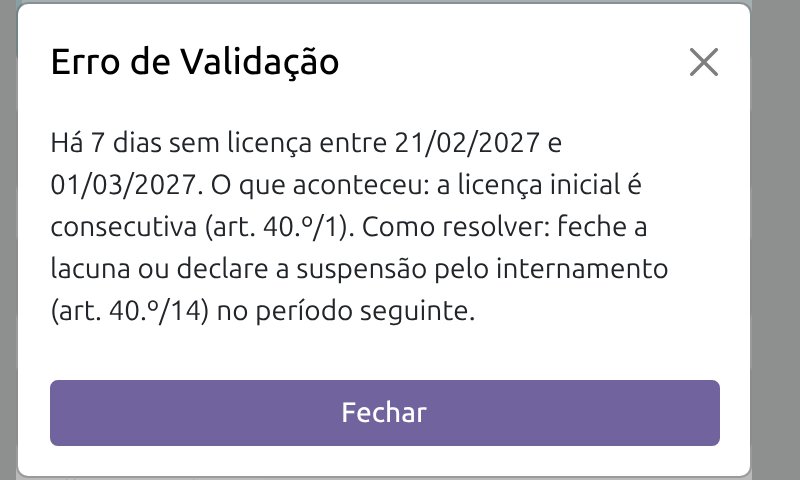 Erro de Validação
Há 7 dias sem licença entre 21/02/2027 e
01/03/2027. O que aconteceu: a licença inicial é
consecutiva (art. 40.º/1). Como resolver: feche a
lacuna ou declare a suspensão pelo internamento
(art. 40.º/14) no período seguinte.
Fechar